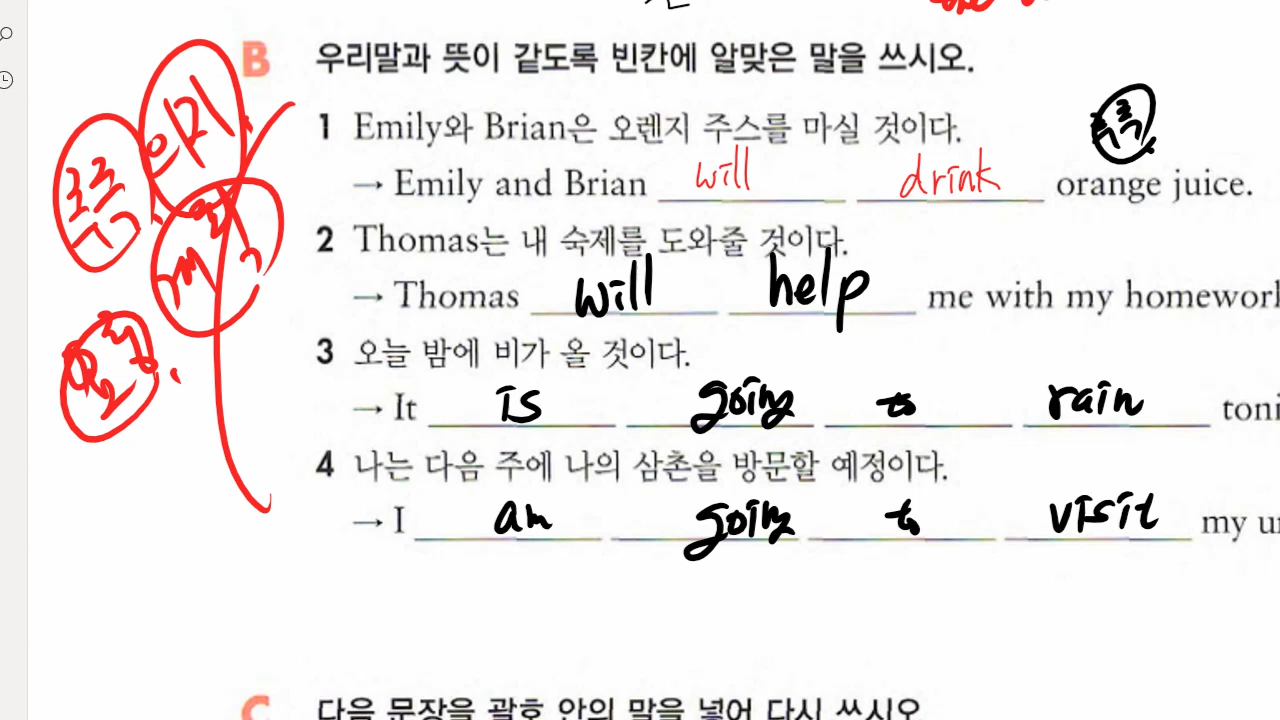 B 우리말과 뜻이 같도록 빈칸에 알맞은 말을 쓰시오.
1 Emily와 Brian은 오렌지 주스를 마실 것이다.
→ Emily and Brian will drink orange juice.
2 Thomas는 내 숙제를 도와줄 것이다.
→ Thomas will help me with my homework
3 오늘 밤에 비가 올 것이다.
→ It is going to rain toni
4 나는 다음 주에 나의 삼촌을 방문할 예정이다.
→ I am going to visit my un
C 다음 문장을 괄호 안의 말을 넣어 다시 쓰시오